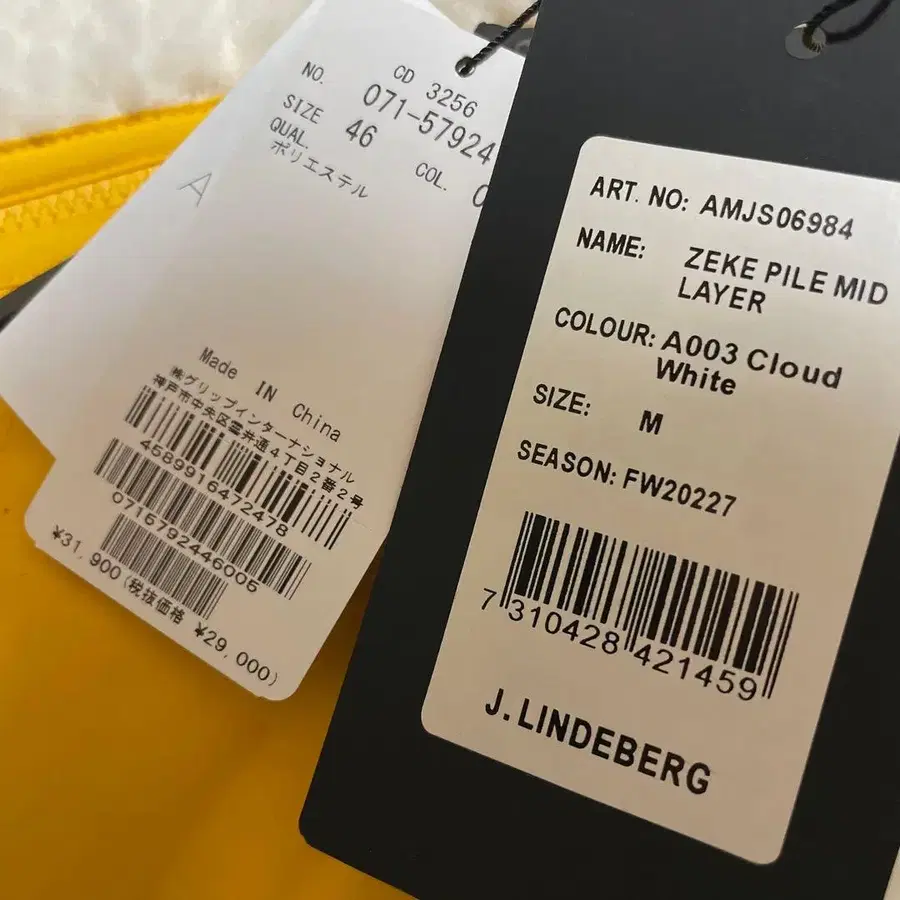 CD 3256
NO. 071-57924
SIZE 46 COL.
QUAL.
ポリエステル
A
Made IN China
㈱グリップインターナショナル
神戸市中央区雲井通4丁目2番2号
4589916472478
0716792446005
¥31,900(税抜価格 ¥29,000)
ART. NO: AMJS06984
NAME: ZEKE PILE MID
LAYER
COLOUR: A003 Cloud
White
SIZE: M
SEASON: FW20227
7 310428 421459
J.LINDEBERG